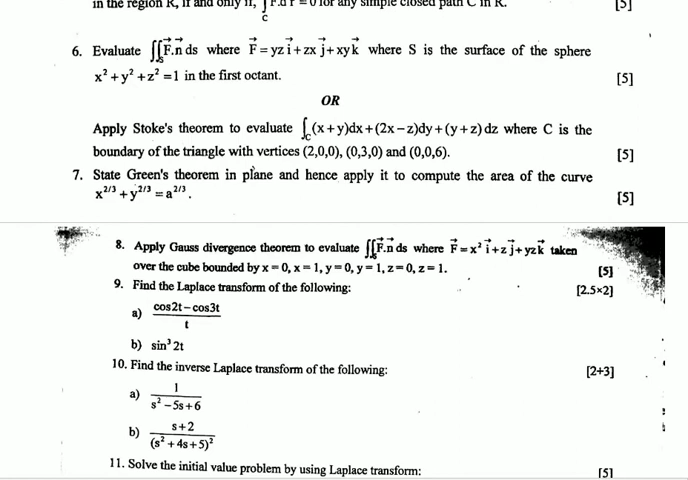 in the region R, if and only if, ∫_C F.d r = 0 for any simple closed path C in R. [5]
6. Evaluate ∬_S F⃗.n⃗ ds where F⃗ = yz i⃗ + zx j⃗ + xy k⃗ where S is the surface of the sphere
x² + y² + z² = 1 in the first octant. [5]
OR
Apply Stoke's theorem to evaluate ∫_C (x + y)dx + (2x − z)dy + (y + z) dz where C is the
boundary of the triangle with vertices (2,0,0), (0,3,0) and (0,0,6). [5]
7. State Green's theorem in plane and hence apply it to compute the area of the curve
x^2/3 + y^2/3 = a^2/3. [5]
8. Apply Gauss divergence theorem to evaluate ∬_S F⃗.n⃗ ds where F⃗ = x² i⃗ + z j⃗ + yz k⃗ taken
over the cube bounded by x = 0, x = 1, y = 0, y = 1, z = 0, z = 1. [5]
9. Find the Laplace transform of the following: [2.5×2]
a) (cos2t − cos3t)/t
b) sin³ 2t
10. Find the inverse Laplace transform of the following: [2+3]
a) 1/(s² − 5s + 6)
b) (s + 2)/(s² + 4s + 5)²
11. Solve the initial value problem by using Laplace transform: [5]